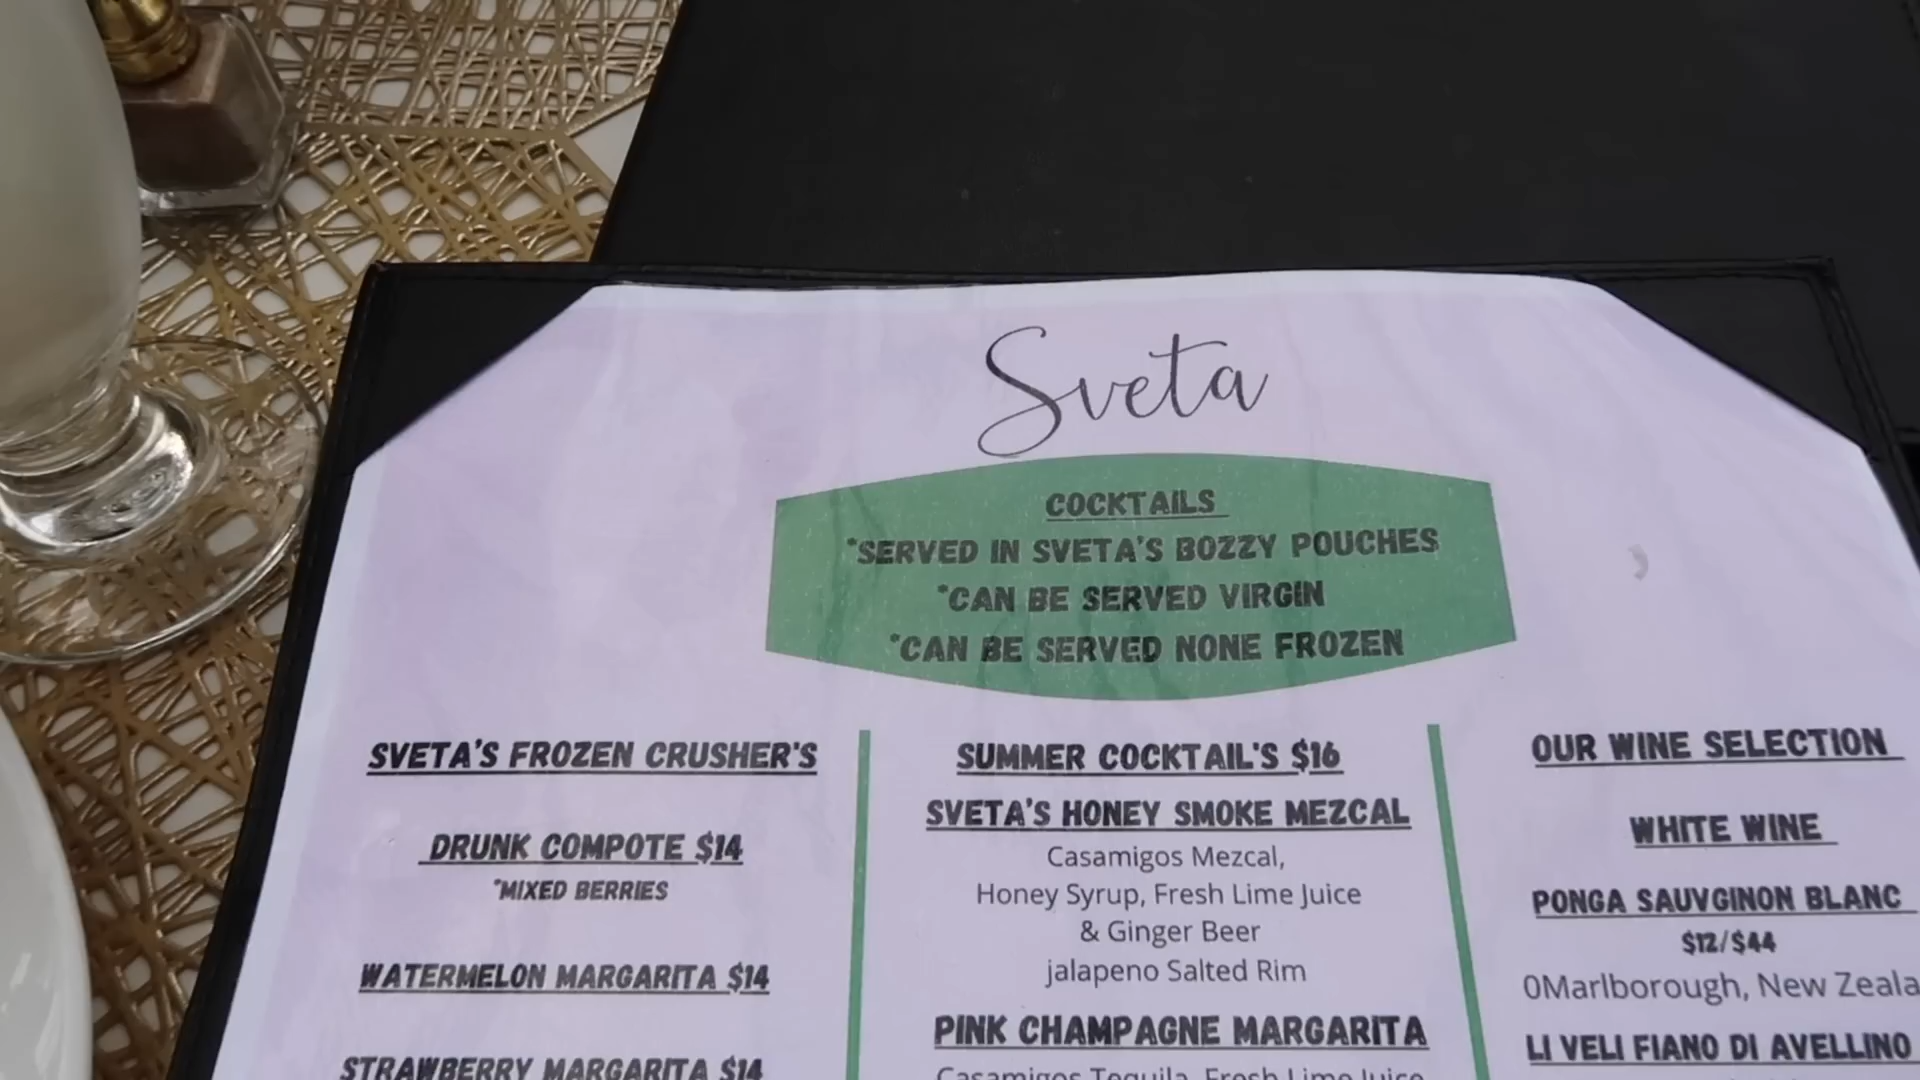 Sveta
COCKTAILS
*SERVED IN SVETA'S BOZZY POUCHES
*CAN BE SERVED VIRGIN
*CAN BE SERVED NONE FROZEN
SVETA'S FROZEN CRUSHER'S
DRUNK COMPOTE $14
*MIXED BERRIES
WATERMELON MARGARITA $14
STRAWBERRY MARGARITA $14
SUMMER COCKTAIL'S $16
SVETA'S HONEY SMOKE MEZCAL
Casamigos Mezcal,
Honey Syrup, Fresh Lime Juice
& Ginger Beer
jalapeno Salted Rim
PINK CHAMPAGNE MARGARITA
Casamigos Tequila, Fresh Lime Juice
OUR WINE SELECTION
WHITE WINE
PONGA SAUVGINON BLANC
$12/$44
0Marlborough, New Zeala
LI VELI FIANO DI AVELLINO